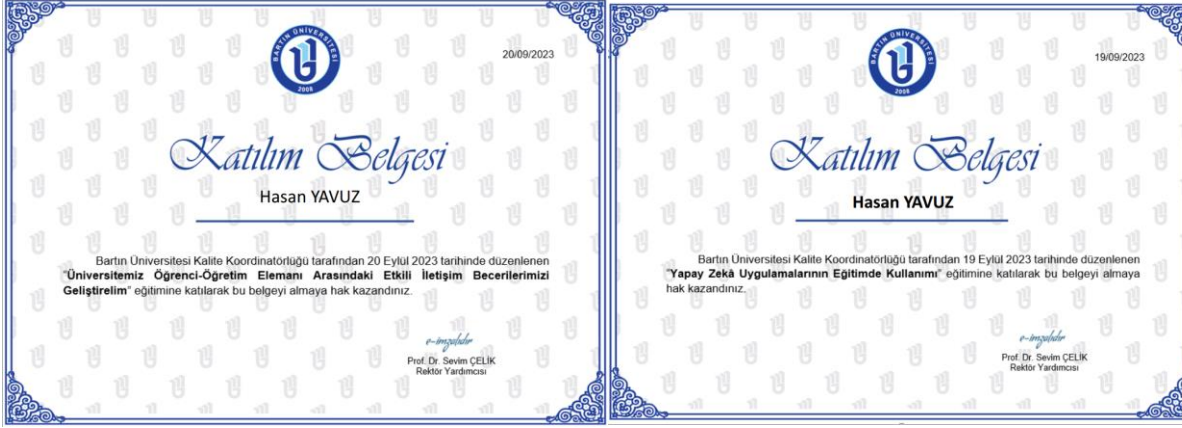 BARTIN ÜNİVERSİTESİ
2008
20/09/2023
Katılım Belgesi
Hasan YAVUZ
Bartın Üniversitesi Kalite Koordinatörlüğü tarafından 20 Eylül 2023 tarihinde düzenlenen
"Üniversitemiz Öğrenci-Öğretim Elemanı Arasındaki Etkili İletişim Becerilerimizi
Geliştirelim" eğitimine katılarak bu belgeyi almaya hak kazandınız.
e-imzalıdır
Prof. Dr. Sevim ÇELİK
Rektör Yardımcısı
BARTIN ÜNİVERSİTESİ
2008
19/09/2023
Katılım Belgesi
Hasan YAVUZ
Bartın Üniversitesi Kalite Koordinatörlüğü tarafından 19 Eylül 2023 tarihinde düzenlenen
"Yapay Zekâ Uygulamalarının Eğitimde Kullanımı" eğitimine katılarak bu belgeyi almaya
hak kazandınız.
e-imzalıdır
Prof. Dr. Sevim ÇELİK
Rektör Yardımcısı